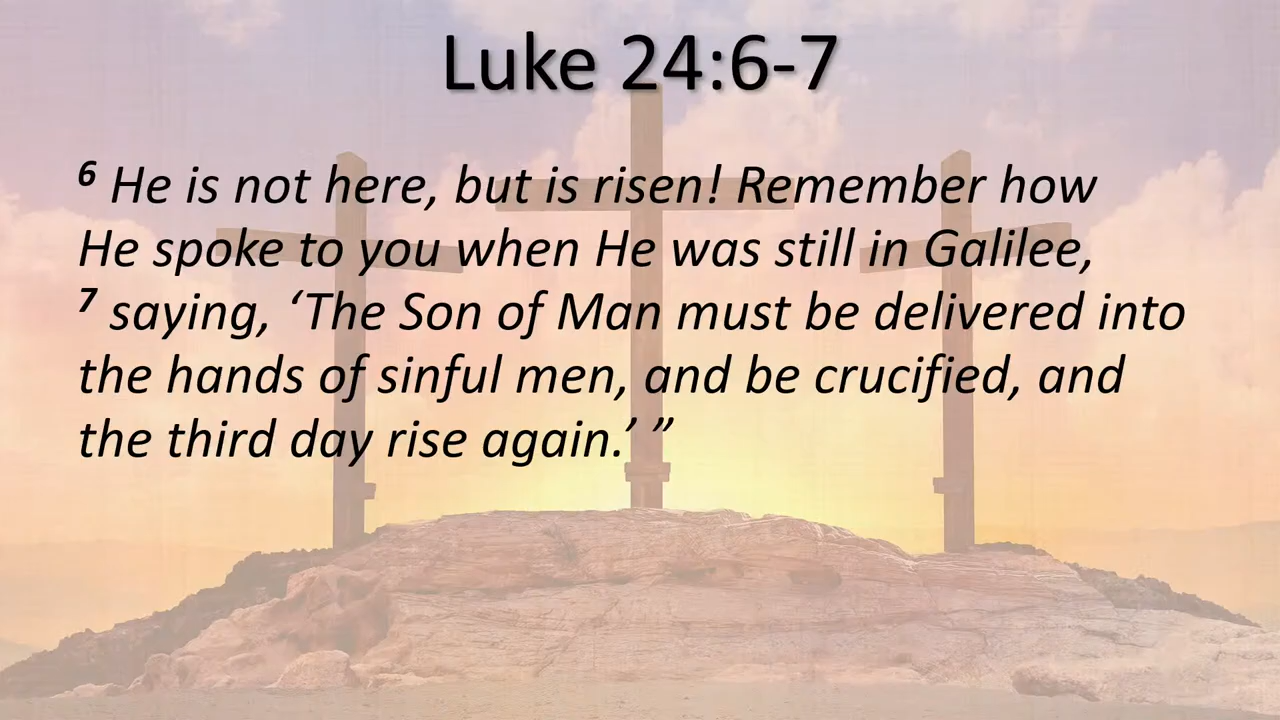 Luke 24:6-7
⁶ He is not here, but is risen! Remember how
He spoke to you when He was still in Galilee,
⁷ saying, ‘The Son of Man must be delivered into
the hands of sinful men, and be crucified, and
the third day rise again.’ ”